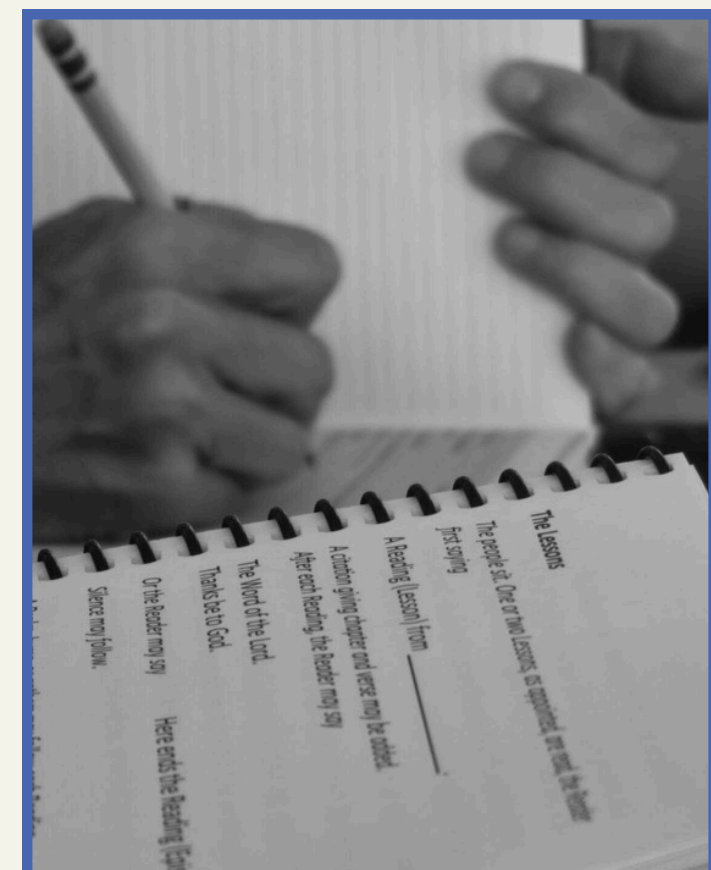 The Lessons
The people sit. One or two Lessons, as appointed, are read, the Reader
first saying
A Reading (Lesson) from
A citation giving chapter and verse may be added.
After each Reading, the Reader may say
The Word of the Lord.
Thanks be to God.
Or the Reader may say
Here ends the Reading (Epi
Silence may follow.